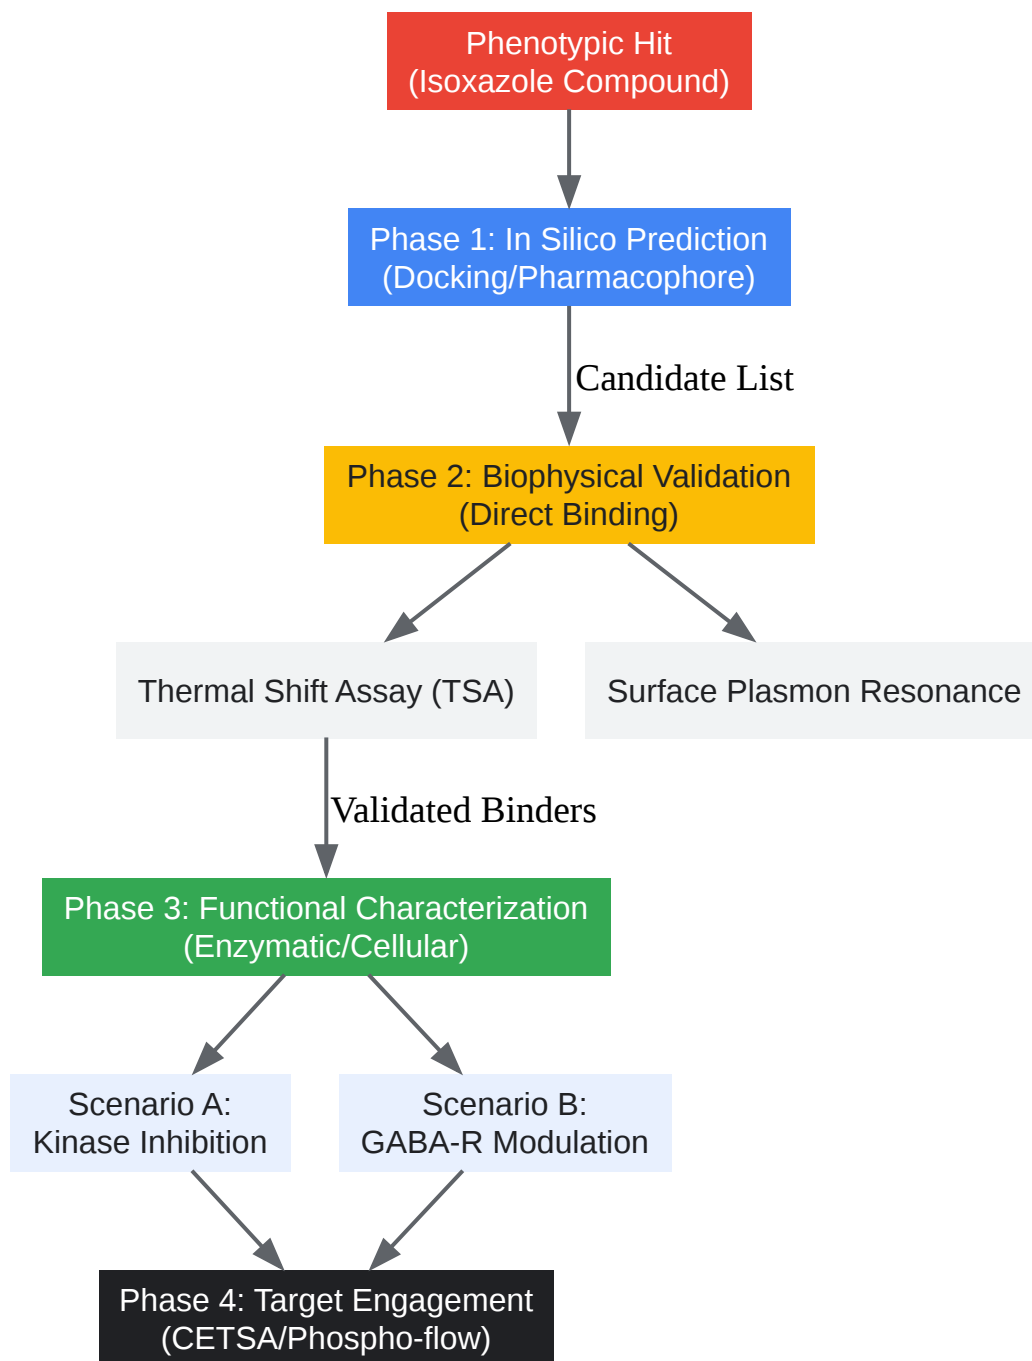 Phenotypic Hit
(Isoxazole Compound)
Phase 1: In Silico Prediction
(Docking/Pharmacophore)
Candidate List
Phase 2: Biophysical Validation
(Direct Binding)
Thermal Shift Assay (TSA)
Surface Plasmon Resonance
Validated Binders
Phase 3: Functional Characterization
(Enzymatic/Cellular)
Scenario A:
Kinase Inhibition
Scenario B:
GABA-R Modulation
Phase 4: Target Engagement
(CETSA/Phospho-flow)